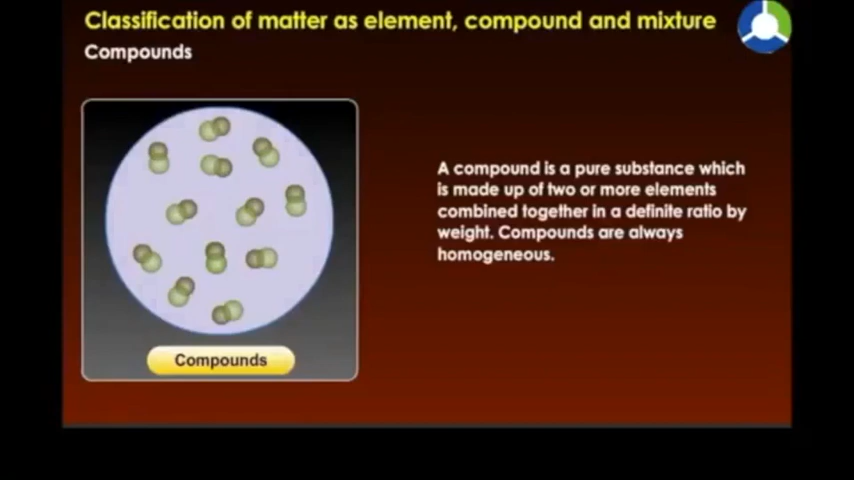 Classification of matter as element, compound and mixture
Compounds
A compound is a pure substance which
is made up of two or more elements
combined together in a definite ratio by
weight. Compounds are always
homogeneous.
Compounds